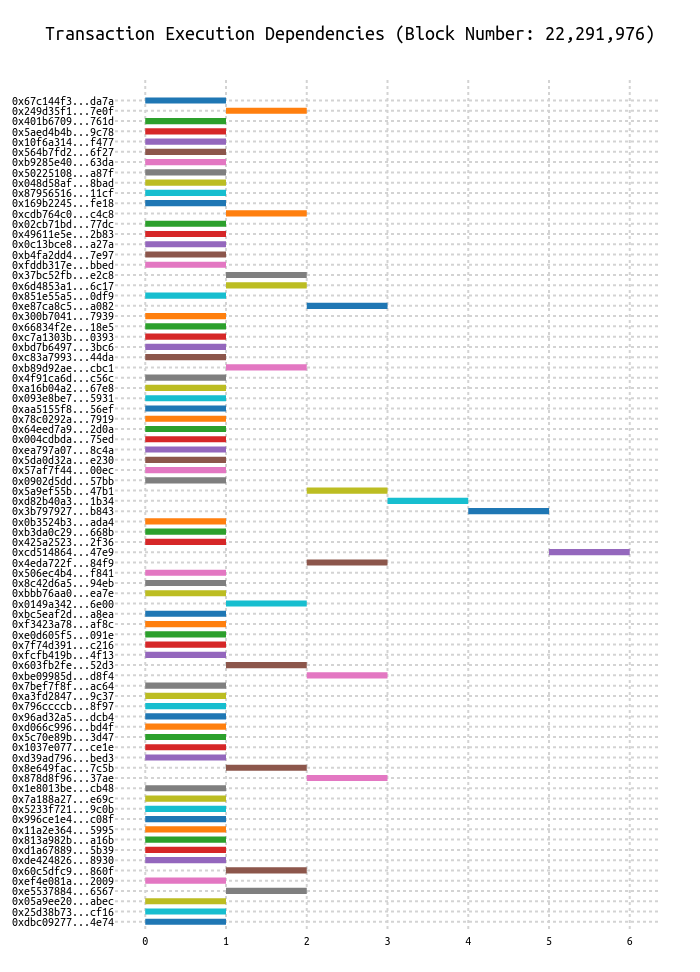 Transaction Execution Dependencies (Block Number: 22,291,976)
0x67c144f3...da7a
0x249d35f1...7e0f
0x401b6709...761d
0x5aed4b4b...9c78
0x10f6a314...f477
0x564b7fd2...6f27
0xb9285e40...63da
0x50225108...a87f
0x048d58af...8bad
0x87956516...11cf
0x169b2245...fe18
0xcdb764c0...c4c8
0x02cb71bd...77dc
0x49611e5e...2b83
0x0c13bce8...a27a
0xb4fa2dd4...7e97
0xfddb317e...bbed
0x37bc52fb...e2c8
0x6d4853a1...6c17
0x851e55a5...0df9
0xe87ca8c5...a082
0x300b7041...7939
0x66834f2e...18e5
0xc7a1303b...0393
0xbd7b6497...3bc6
0xc83a7993...44da
0xb89d92ae...cbc1
0x4f91ca6d...c56c
0xa16b04a2...67e8
0x093e8be7...5931
0xaa5155f8...56ef
0x78c0292a...7919
0x64eed7a9...2d0a
0x004cdbda...75ed
0xea797a07...8c4a
0x5da0d32a...e230
0x57af7f44...00ec
0x0902d5dd...57bb
0x5a9ef55b...47b1
0xd82b40a3...1b34
0x3b797927...b843
0x0b3524b3...ada4
0xb3da0c29...668b
0x425a2523...2f36
0xcd514864...47e9
0x4eda722f...84f9
0x506ec4b4...f841
0x8c42d6a5...94eb
0xbbb76aa0...ea7e
0x0149a342...6e00
0xbc5eaf2d...a8ea
0xf3423a78...af8c
0xe0d605f5...091e
0x7f74d391...c216
0xfcfb419b...4f13
0x603fb2fe...52d3
0xbe09985d...d8f4
0x7bef7f8f...ac64
0xa3fd2847...9c37
0x796ccccb...8f97
0x96ad32a5...dcb4
0xd066c996...bd4f
0x5c70e89b...3d47
0x1037e077...ce1e
0xd39ad796...bed3
0x8e649fac...7c5b
0x878d8f96...37ae
0x1e8013be...cb48
0x7a188a27...e69c
0x5233f721...9c0b
0x996ce1e4...c08f
0x11a2e364...5995
0x813a982b...a16b
0xd1a67889...5b39
0xde424826...8930
0x60c5dfc9...860f
0xef4e081a...2009
0xe5537884...6567
0x05a9ee20...abec
0x25d38b73...cf16
0xdbc09277...4e74
0 1 2 3 4 5 6